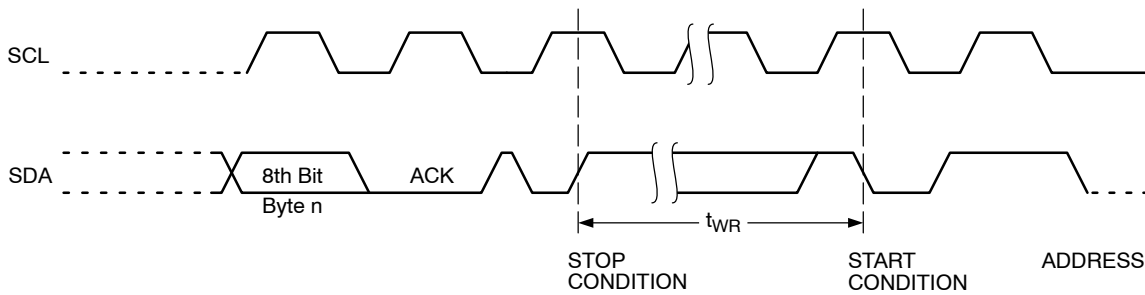 SCL
SDA
8th Bit
Byte n
ACK
tWR
STOP
CONDITION
START
CONDITION
ADDRESS